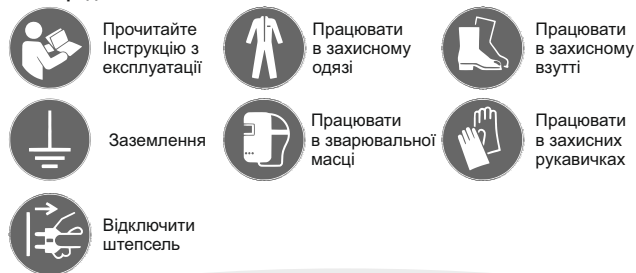 Прочитайте
Інструкцію з
експлуатації
Працювати
в захисному
одязі
Працювати
в захисному
взутті
Заземлення
Працювати
в зварювальної
масці
Працювати
в захисних
рукавичках
Відключити
штепсель